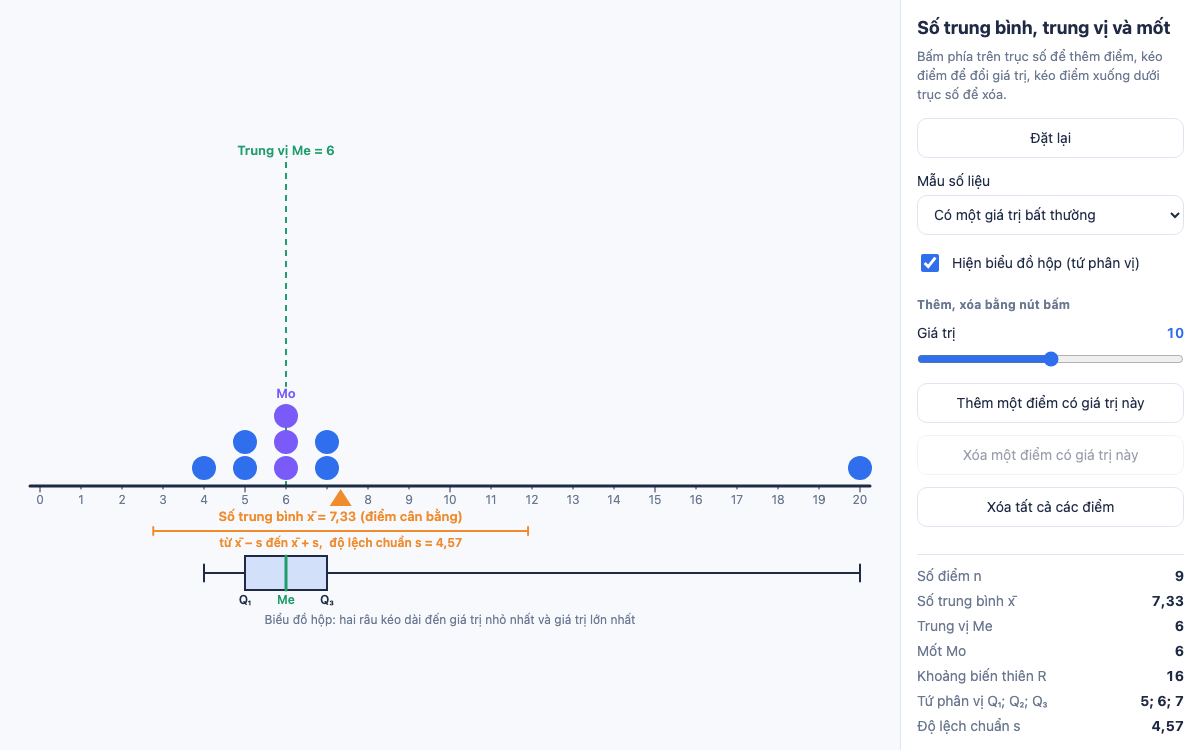 Trung vị Me = 6
Mo
0 1 2 3 4 5 6 8 9 10 11 12 13 14 15 16 17 18 19 20
Số trung bình x̄ = 7,33 (điểm cân bằng)
từ x̄ − s đến x̄ + s, độ lệch chuẩn s = 4,57
Q₁ Me Q₃
Biểu đồ hộp: hai râu kéo dài đến giá trị nhỏ nhất và giá trị lớn nhất
Số trung bình, trung vị và mốt
Bấm phía trên trục số để thêm điểm, kéo
điểm để đổi giá trị, kéo điểm xuống dưới
trục số để xóa.
Đặt lại
Mẫu số liệu
Có một giá trị bất thường
Hiện biểu đồ hộp (tứ phân vị)
Thêm, xóa bằng nút bấm
Giá trị 10
Thêm một điểm có giá trị này
Xóa một điểm có giá trị này
Xóa tất cả các điểm
Số điểm n 9
Số trung bình x̄ 7,33
Trung vị Me 6
Mốt Mo 6
Khoảng biến thiên R 16
Tứ phân vị Q₁; Q₂; Q₃ 5; 6; 7
Độ lệch chuẩn s 4,57